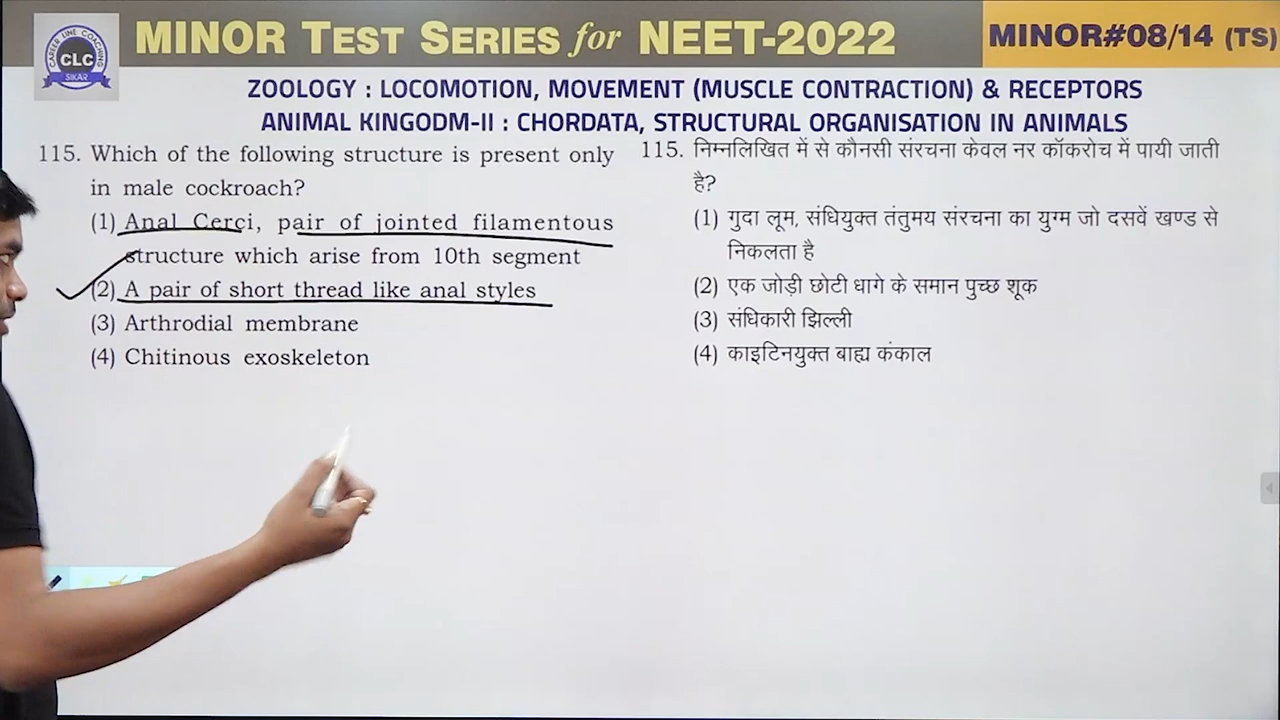 CAREER LINE COACHING
CLC
SIKAR
MINOR TEST SERIES for NEET-2022
MINOR#08/14 (TS)
ZOOLOGY : LOCOMOTION, MOVEMENT (MUSCLE CONTRACTION) & RECEPTORS
ANIMAL KINGODM-II : CHORDATA, STRUCTURAL ORGANISATION IN ANIMALS
115. Which of the following structure is present only
in male cockroach?
(1) Anal Cerci, pair of jointed filamentous
structure which arise from 10th segment
(2) A pair of short thread like anal styles
(3) Arthrodial membrane
(4) Chitinous exoskeleton
115. निम्नलिखित में से कौनसी संरचना केवल नर कॉकरोच में पायी जाती
है?
(1) गुदा लूम, संधियुक्त तंतुमय संरचना का युग्म जो दसवें खण्ड से
निकलता है
(2) एक जोड़ी छोटी धागे के समान पुच्छ शूक
(3) संधिकारी झिल्ली
(4) काइटिनयुक्त बाह्य कंकाल